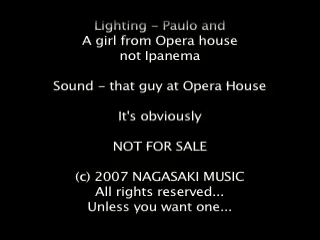 Lighting - Paulo and
A girl from Opera house
not Ipanema
Sound - that guy at Opera House
It's obviously
NOT FOR SALE
(c) 2007 NAGASAKI MUSIC
All rights reserved...
Unless you want one...